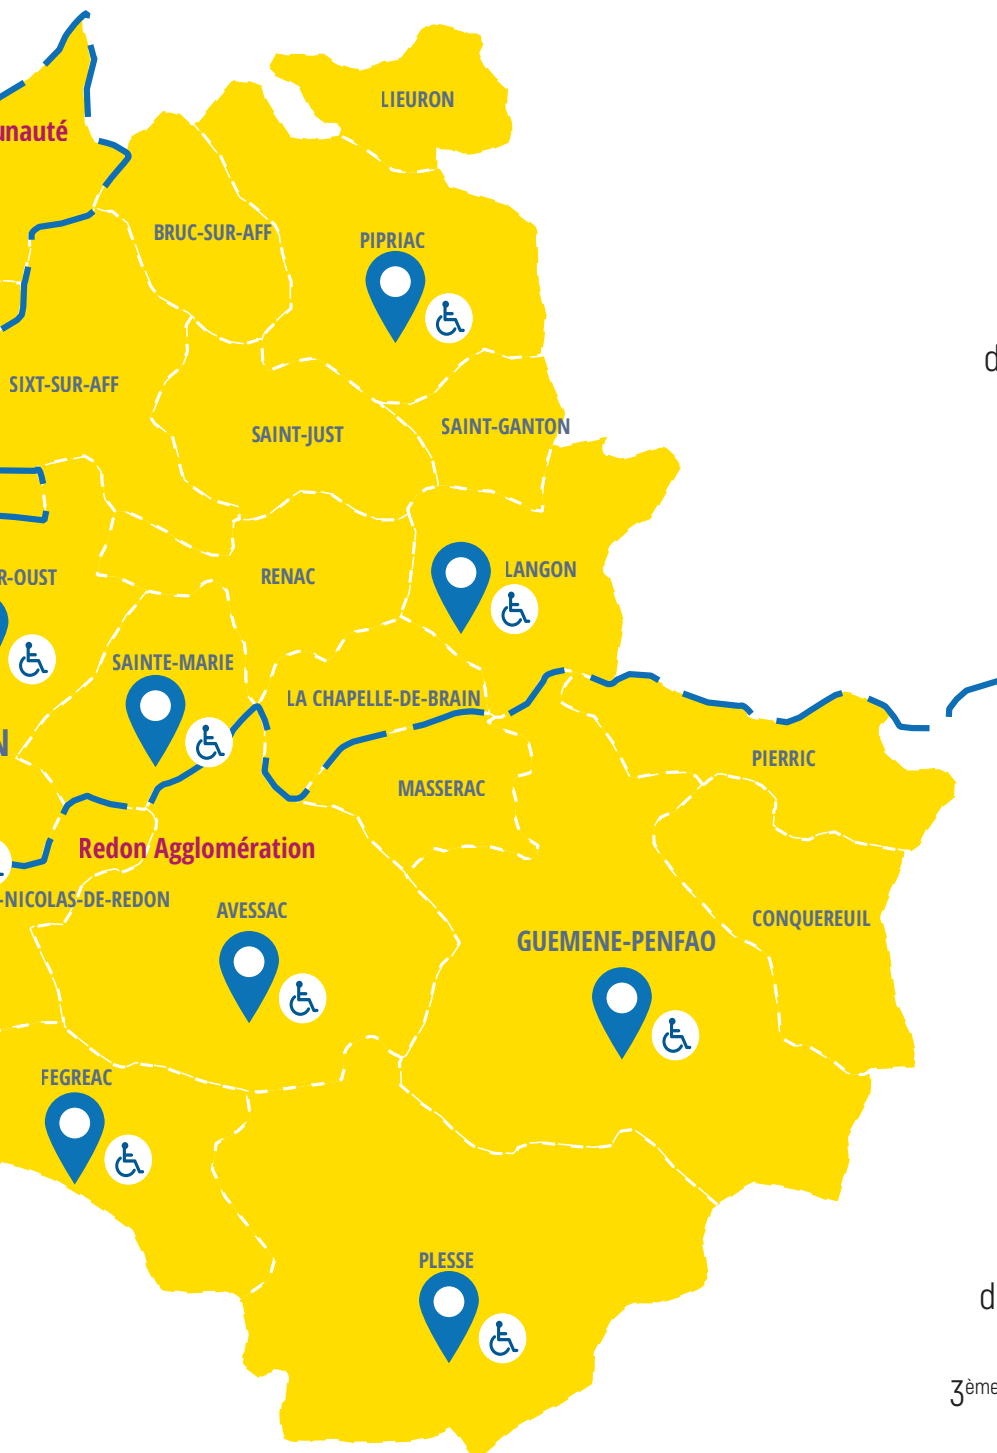 LIEURON
unauté
BRUC-SUR-AFF
PIPRIAC
d
SIXT-SUR-AFF
SAINT-GANTON
SAINT-JUST
LANGON
R-OUST
RENAC
SAINTE-MARIE
LA CHAPELLE-DE-BRAIN
N
PIERRIC
MASSERAC
Redon Agglomération
-NICOLAS-DE-REDON
AVESSAC
CONQUEREUIL
GUEMENE-PENFAO
FEGREAC
PLESSE
d
3ème